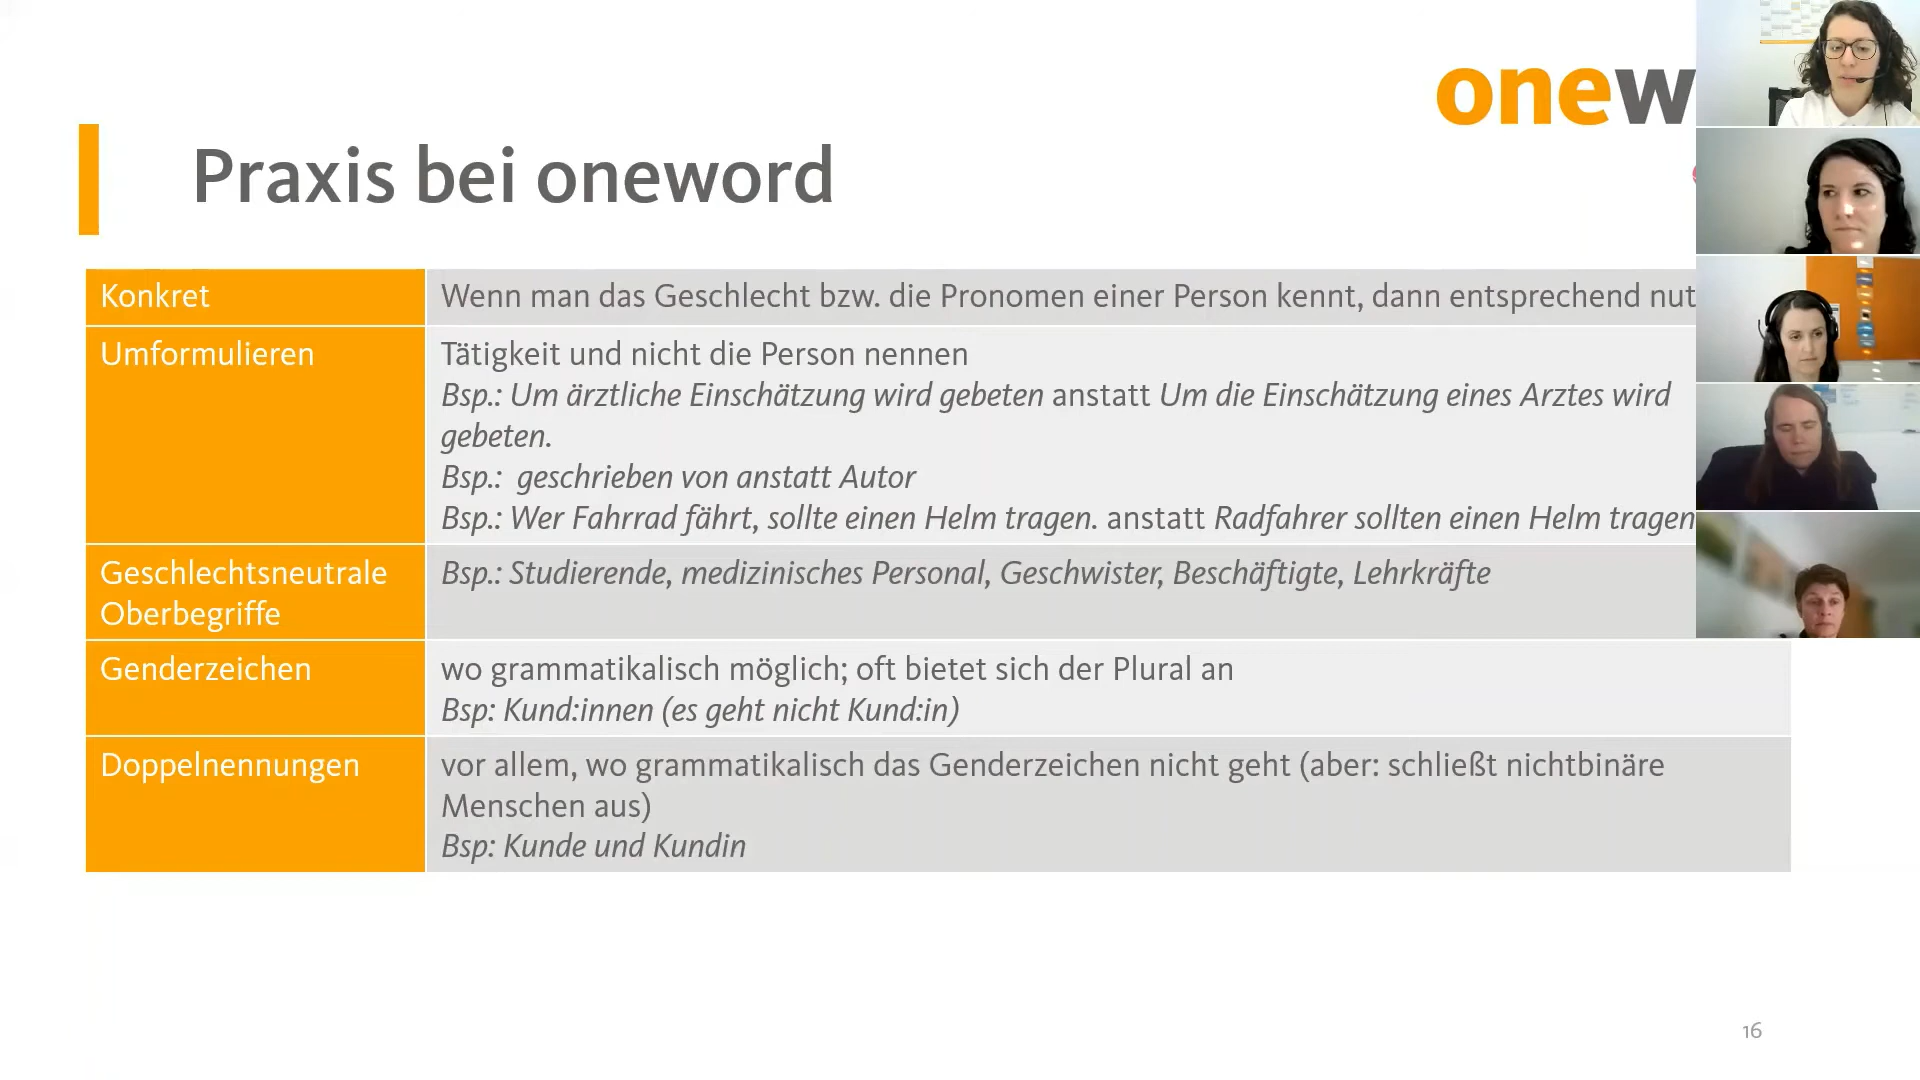 onew
Praxis bei oneword
Konkret
Wenn man das Geschlecht bzw. die Pronomen einer Person kennt, dann entsprechend nut
Umformulieren
Tätigkeit und nicht die Person nennen
Bsp.: Um ärztliche Einschätzung wird gebeten anstatt Um die Einschätzung eines Arztes wird
gebeten.
Bsp.: geschrieben von anstatt Autor
Bsp.: Wer Fahrrad fährt, sollte einen Helm tragen. anstatt Radfahrer sollten einen Helm tragen
Geschlechtsneutrale
Oberbegriffe
Bsp.: Studierende, medizinisches Personal, Geschwister, Beschäftigte, Lehrkräfte
Genderzeichen
wo grammatikalisch möglich; oft bietet sich der Plural an
Bsp: Kund:innen (es geht nicht Kund:in)
Doppelnennungen
vor allem, wo grammatikalisch das Genderzeichen nicht geht (aber: schließt nichtbinäre
Menschen aus)
Bsp: Kunde und Kundin
16